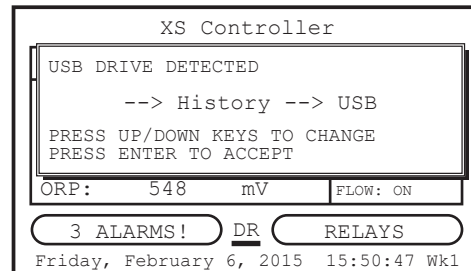 XS Controller
USB DRIVE DETECTED
--> History --> USB
PRESS UP/DOWN KEYS TO CHANGE
PRESS ENTER TO ACCEPT
ORP: 548 mV FLOW: ON
3 ALARMS! DR RELAYS
Friday, February 6, 2015 15:50:47 Wk1